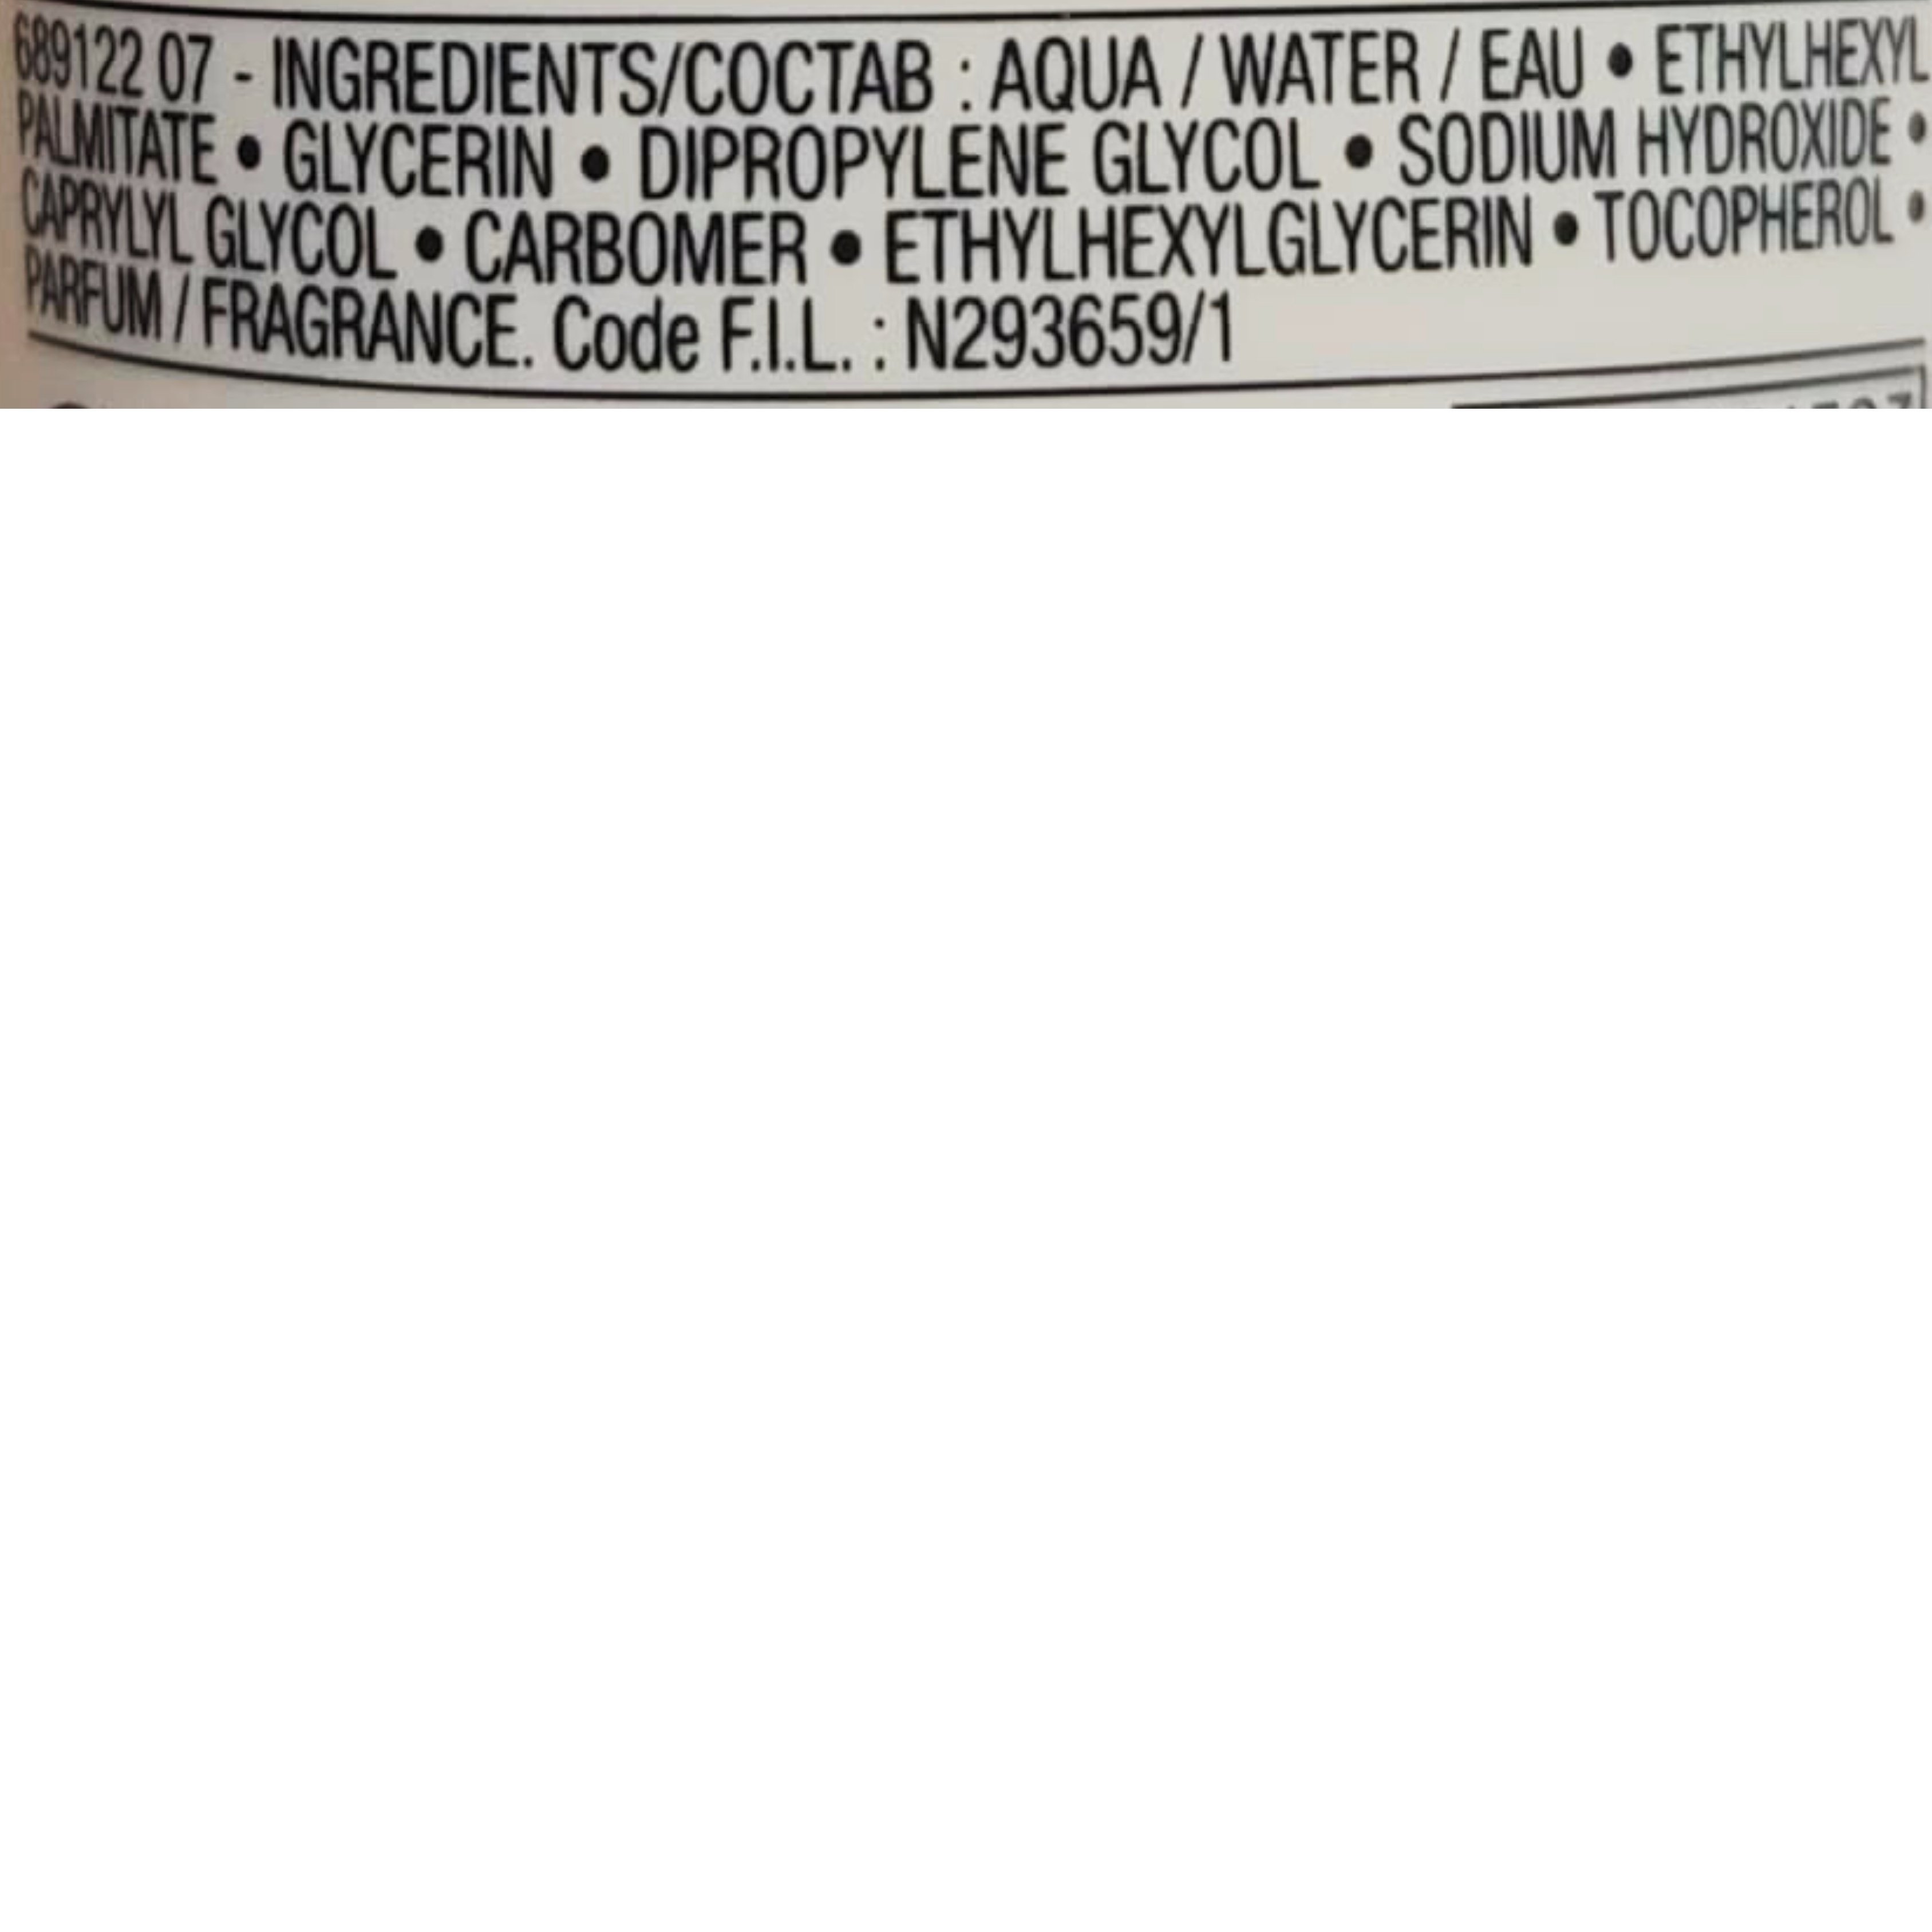 689122 07 - INGREDIENTS/COCTAB : AQUA / WATER / EAU • ETHYLHEXYL
PALMITATE • GLYCERIN • DIPROPYLENE GLYCOL • SODIUM HYDROXIDE •
CAPRYLYL GLYCOL • CARBOMER • ETHYLHEXYLGLYCERIN • TOCOPHEROL •
PARFUM / FRAGRANCE. Code F.I.L. : N293659/1